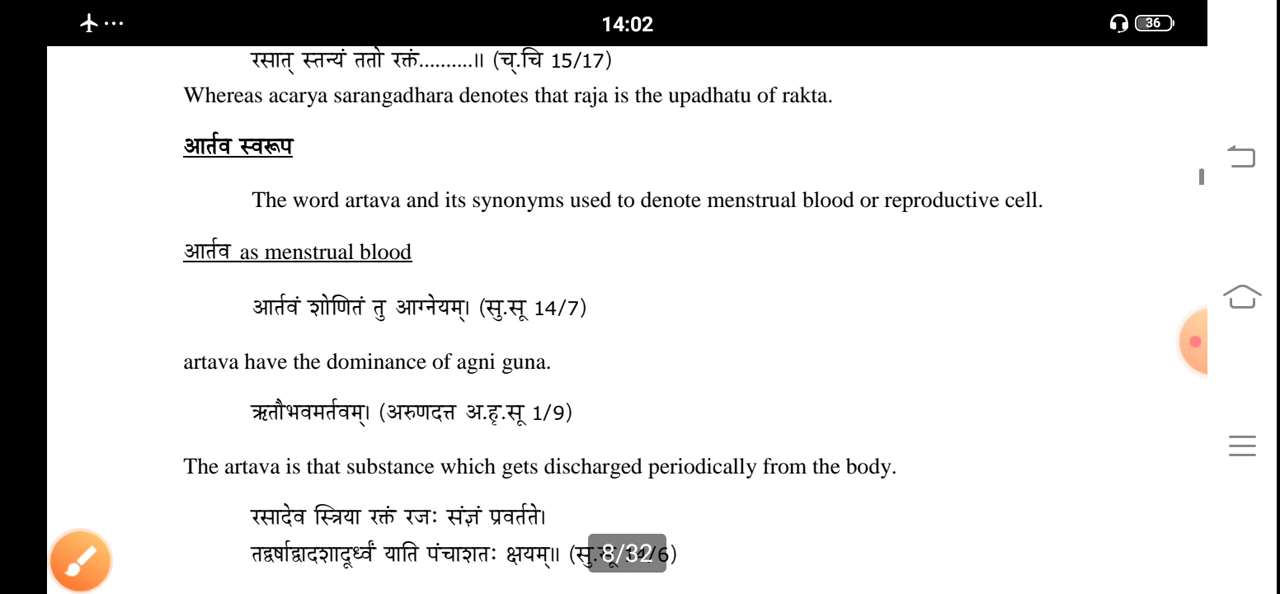 14:02
36
रसात् स्तन्यं ततो रक्तं..........॥ (च्.चि 15/17)
Whereas acarya sarangadhara denotes that raja is the upadhatu of rakta.
आर्तव स्वरूप
The word artava and its synonyms used to denote menstrual blood or reproductive cell.
आर्तव as menstrual blood
आर्तवं शोणितं तु आग्नेयम्। (सु.सू 14/7)
artava have the dominance of agni guna.
ऋतौभवमर्तवम्। (अरुणदत्त अ.हृ.सू 1/9)
The artava is that substance which gets discharged periodically from the body.
रसादेव स्त्रिया रक्तं रजः संज्ञं प्रवर्तते।
तद्वर्षाद्वादशादूर्ध्वं याति पंचाशतः क्षयम्॥ (सु. /6)
8/32